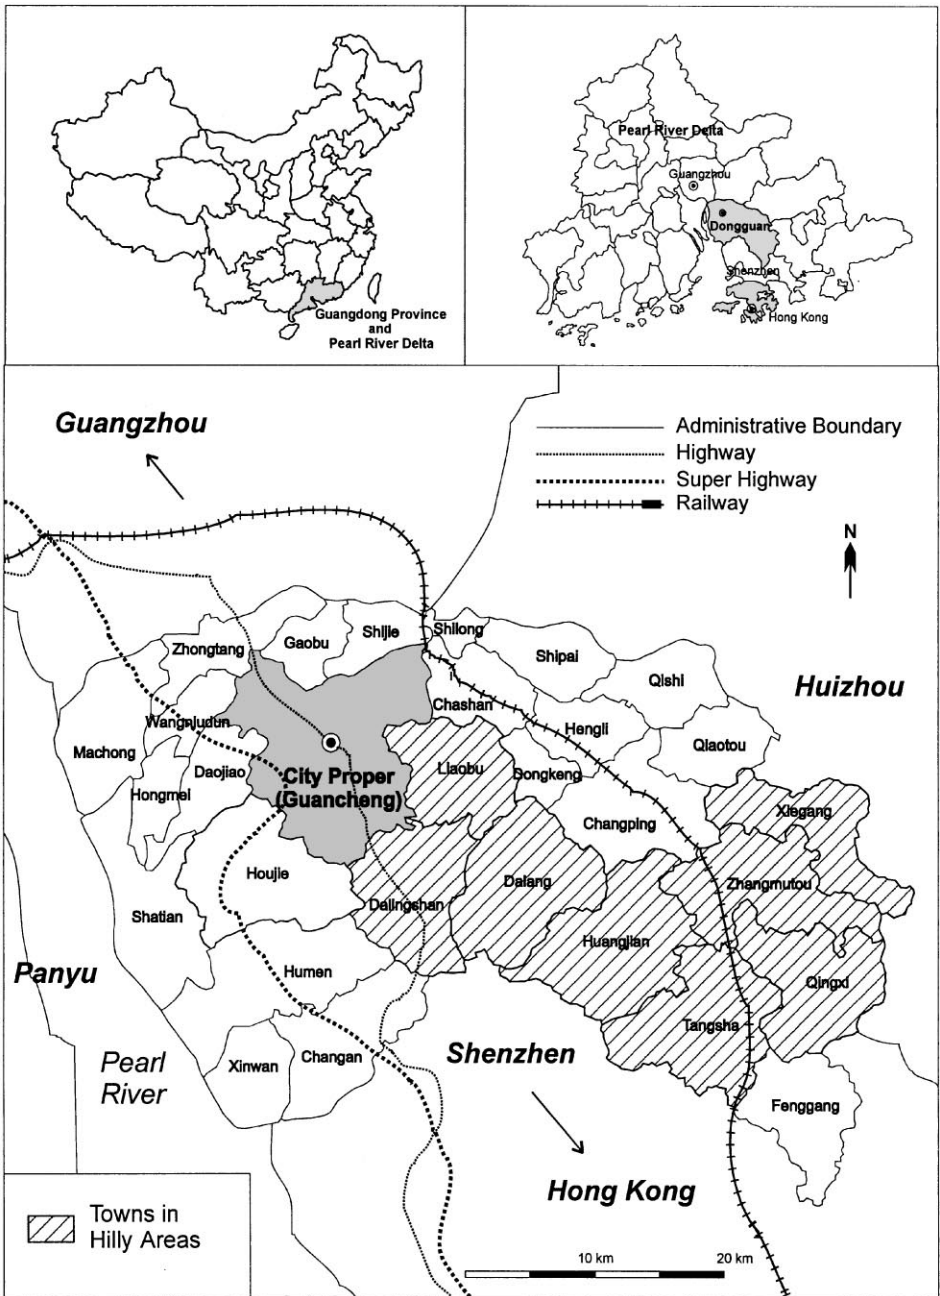 Guangdong Province
and
Pearl River Delta
Pearl River Delta
Guangzhou
Dongguan
Shenzhen
Hong Kong
Guangzhou
Administrative Boundary
Highway
Super Highway
Railway
N
Zhongtang
Gaobu
Shijie
Shilong
Shipai
Qishi
Huizhou
Wangniudun
Chashan
Hengli
Qiaotou
Machong
Daojiao
Hongmei
City Proper
(Guancheng)
Liaobu
Dongkeng
Changping
Xiegang
Houjie
Dalingshan
Dalang
Zhangmutou
Shatian
Huangjian
Panyu
Humen
Qingxi
Tangsha
Pearl
River
Xinwan
Changan
Shenzhen
Fenggang
Hong Kong
Towns in
Hilly Areas
10 km
20 km